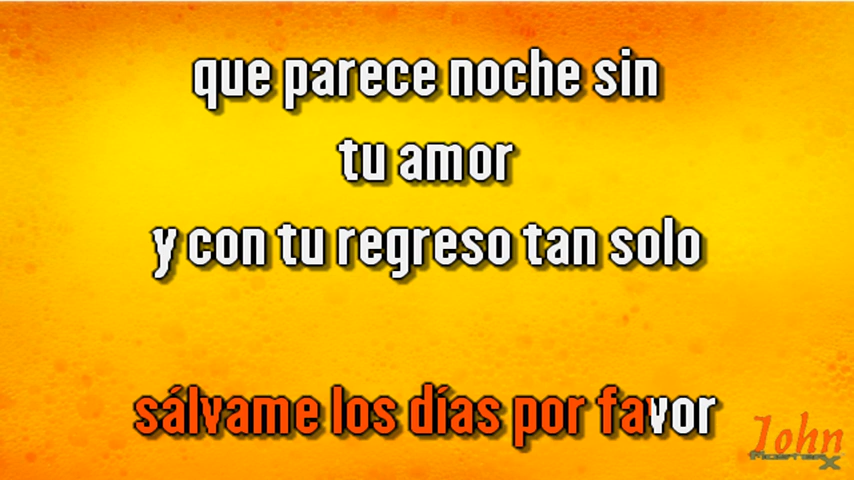 que parece noche sin
tu amor
y con tu regreso tan solo
sálvame los días por favor
John